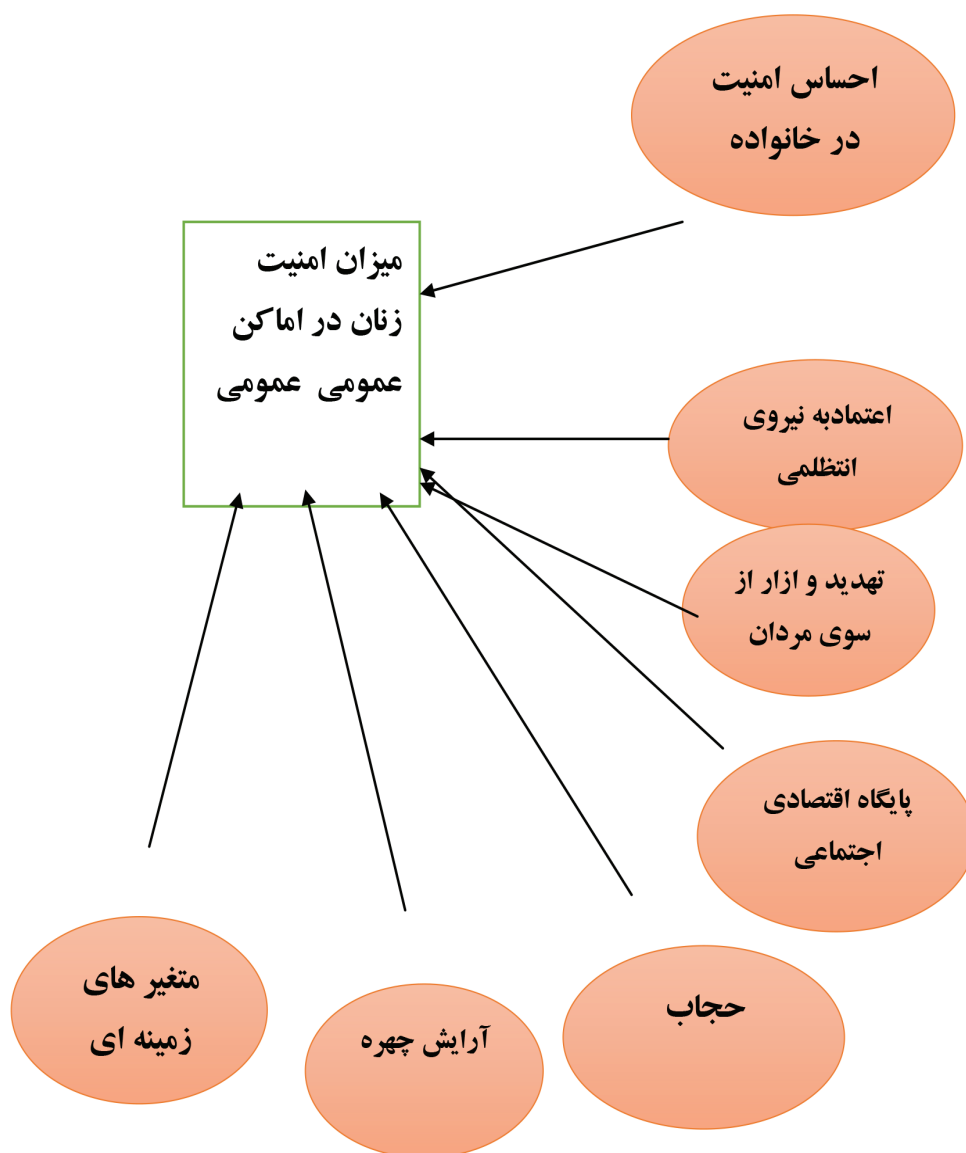 احساس امنیت
در خانواده
میزان امنیت
زنان در اماکن
عمومی عمومی
اعتمادبه نیروی
انتظلمی
تهدید و ازار از
سوی مردان
پایگاه اقتصادی
اجتماعی
حجاب
آرایش چهره
متغیر های
زمینه ای